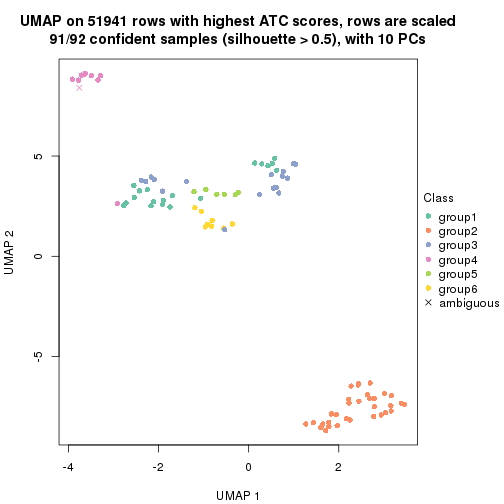 UMAP on 51941 rows with highest ATC scores, rows are scaled
91/92 confident samples (silhouette > 0.5), with 10 PCs
5
0
-5
UMAP 2
-4
-2
0
2
UMAP 1
Class
group1
group2
group3
group4
group5
group6
ambiguous